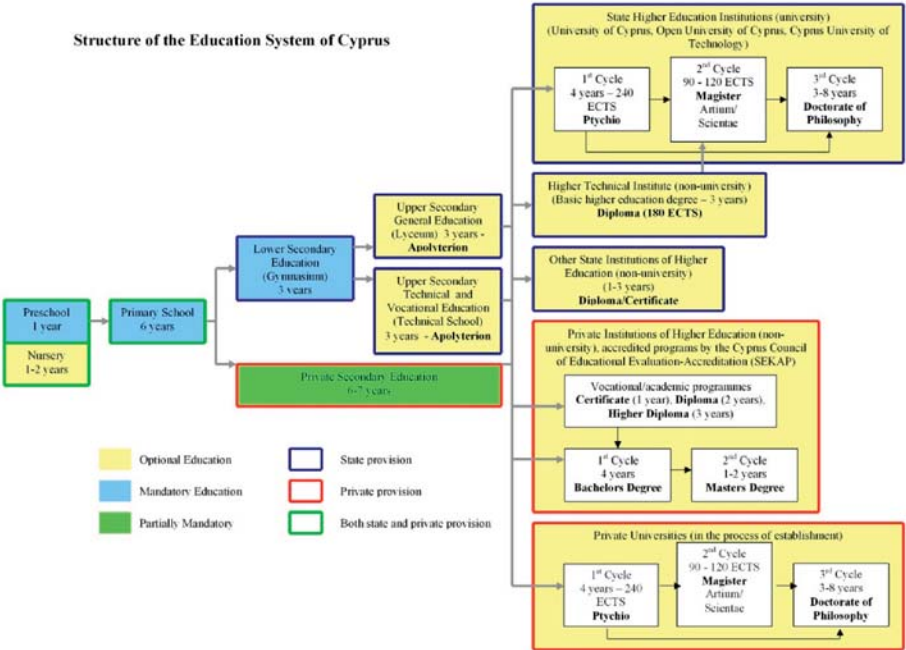 Structure of the Education System of Cyprus
Preschool
1 year
Nursery
1-2 years
Primary School
6 years
Lower Secondary
Education
(Gymnasium)
3 years
Upper Secondary
General Education
(Lyceum) 3 years -
Apolyterion
Upper Secondary
Technical and
Vocational Education
(Technical School)
3 years - Apolyterion
Private Secondary Education
6-7 years
State Higher Education Institutions (university)
(University of Cyprus, Open University of Cyprus, Cyprus University of
Technology)
1st Cycle
4 years – 240
ECTS
Ptychio
2nd Cycle
90 - 120 ECTS
Magister
Artium/
Scientae
3rd Cycle
3-8 years
Doctorate of
Philosophy
Higher Technical Institute (non-university)
(Basic higher education degree – 3 years)
Diploma (180 ECTS)
Other State Institutions of Higher
Education (non-university)
(1-3 years)
Diploma/Certificate
Private Institutions of Higher Education (non-
university), accredited programs by the Cyprus Council
of Educational Evaluation-Accreditation (SEKAP)
Vocational/academic programmes
Certificate (1 year), Diploma (2 years),
Higher Diploma (3 years)
1st Cycle
4 years
Bachelors Degree
2nd Cycle
1-2 years
Masters Degree
Private Universities (in the process of establishment)
1st Cycle
4 years – 240
ECTS
Ptychio
2nd Cycle
90 - 120 ECTS
Magister
Artium/
Scientae
3rd Cycle
3-8 years
Doctorate of
Philosophy
Optional Education
Mandatory Education
Partially Mandatory
State provision
Private provision
Both state and private provision